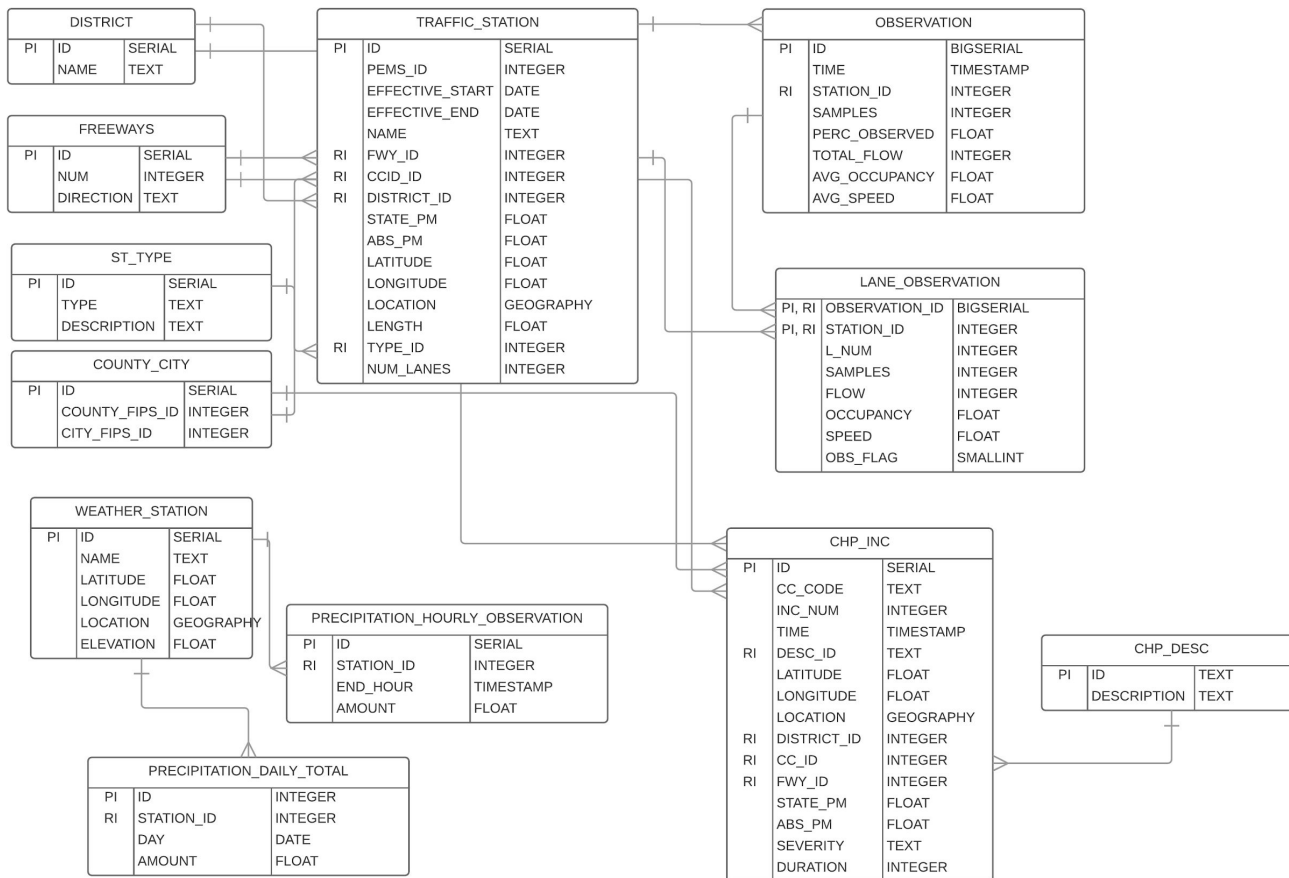 DISTRICT
PI ID SERIAL
NAME TEXT
FREEWAYS
PI ID SERIAL
NUM INTEGER
DIRECTION TEXT
ST_TYPE
PI ID SERIAL
TYPE TEXT
DESCRIPTION TEXT
COUNTY_CITY
PI ID SERIAL
COUNTY_FIPS_ID INTEGER
CITY_FIPS_ID INTEGER
TRAFFIC_STATION
PI ID SERIAL
PEMS_ID INTEGER
EFFECTIVE_START DATE
EFFECTIVE_END DATE
NAME TEXT
RI FWY_ID INTEGER
RI CCID_ID INTEGER
RI DISTRICT_ID INTEGER
STATE_PM FLOAT
ABS_PM FLOAT
LATITUDE FLOAT
LONGITUDE FLOAT
LOCATION GEOGRAPHY
LENGTH FLOAT
RI TYPE_ID INTEGER
NUM_LANES INTEGER
OBSERVATION
PI ID BIGSERIAL
TIME TIMESTAMP
RI STATION_ID INTEGER
SAMPLES INTEGER
PERC_OBSERVED FLOAT
TOTAL_FLOW INTEGER
AVG_OCCUPANCY FLOAT
AVG_SPEED FLOAT
LANE_OBSERVATION
PI, RI OBSERVATION_ID BIGSERIAL
PI, RI STATION_ID INTEGER
L_NUM INTEGER
SAMPLES INTEGER
FLOW INTEGER
OCCUPANCY FLOAT
SPEED FLOAT
OBS_FLAG SMALLINT
WEATHER_STATION
PI ID SERIAL
NAME TEXT
LATITUDE FLOAT
LONGITUDE FLOAT
LOCATION GEOGRAPHY
ELEVATION FLOAT
PRECIPITATION_HOURLY_OBSERVATION
PI ID SERIAL
RI STATION_ID INTEGER
END_HOUR TIMESTAMP
AMOUNT FLOAT
PRECIPITATION_DAILY_TOTAL
PI ID INTEGER
RI STATION_ID INTEGER
DAY DATE
AMOUNT FLOAT
CHP_INC
PI ID SERIAL
CC_CODE TEXT
INC_NUM INTEGER
TIME TIMESTAMP
RI DESC_ID TEXT
LATITUDE FLOAT
LONGITUDE FLOAT
LOCATION GEOGRAPHY
RI DISTRICT_ID INTEGER
RI CC_ID INTEGER
RI FWY_ID INTEGER
STATE_PM FLOAT
ABS_PM FLOAT
SEVERITY TEXT
DURATION INTEGER
CHP_DESC
PI ID TEXT
DESCRIPTION TEXT